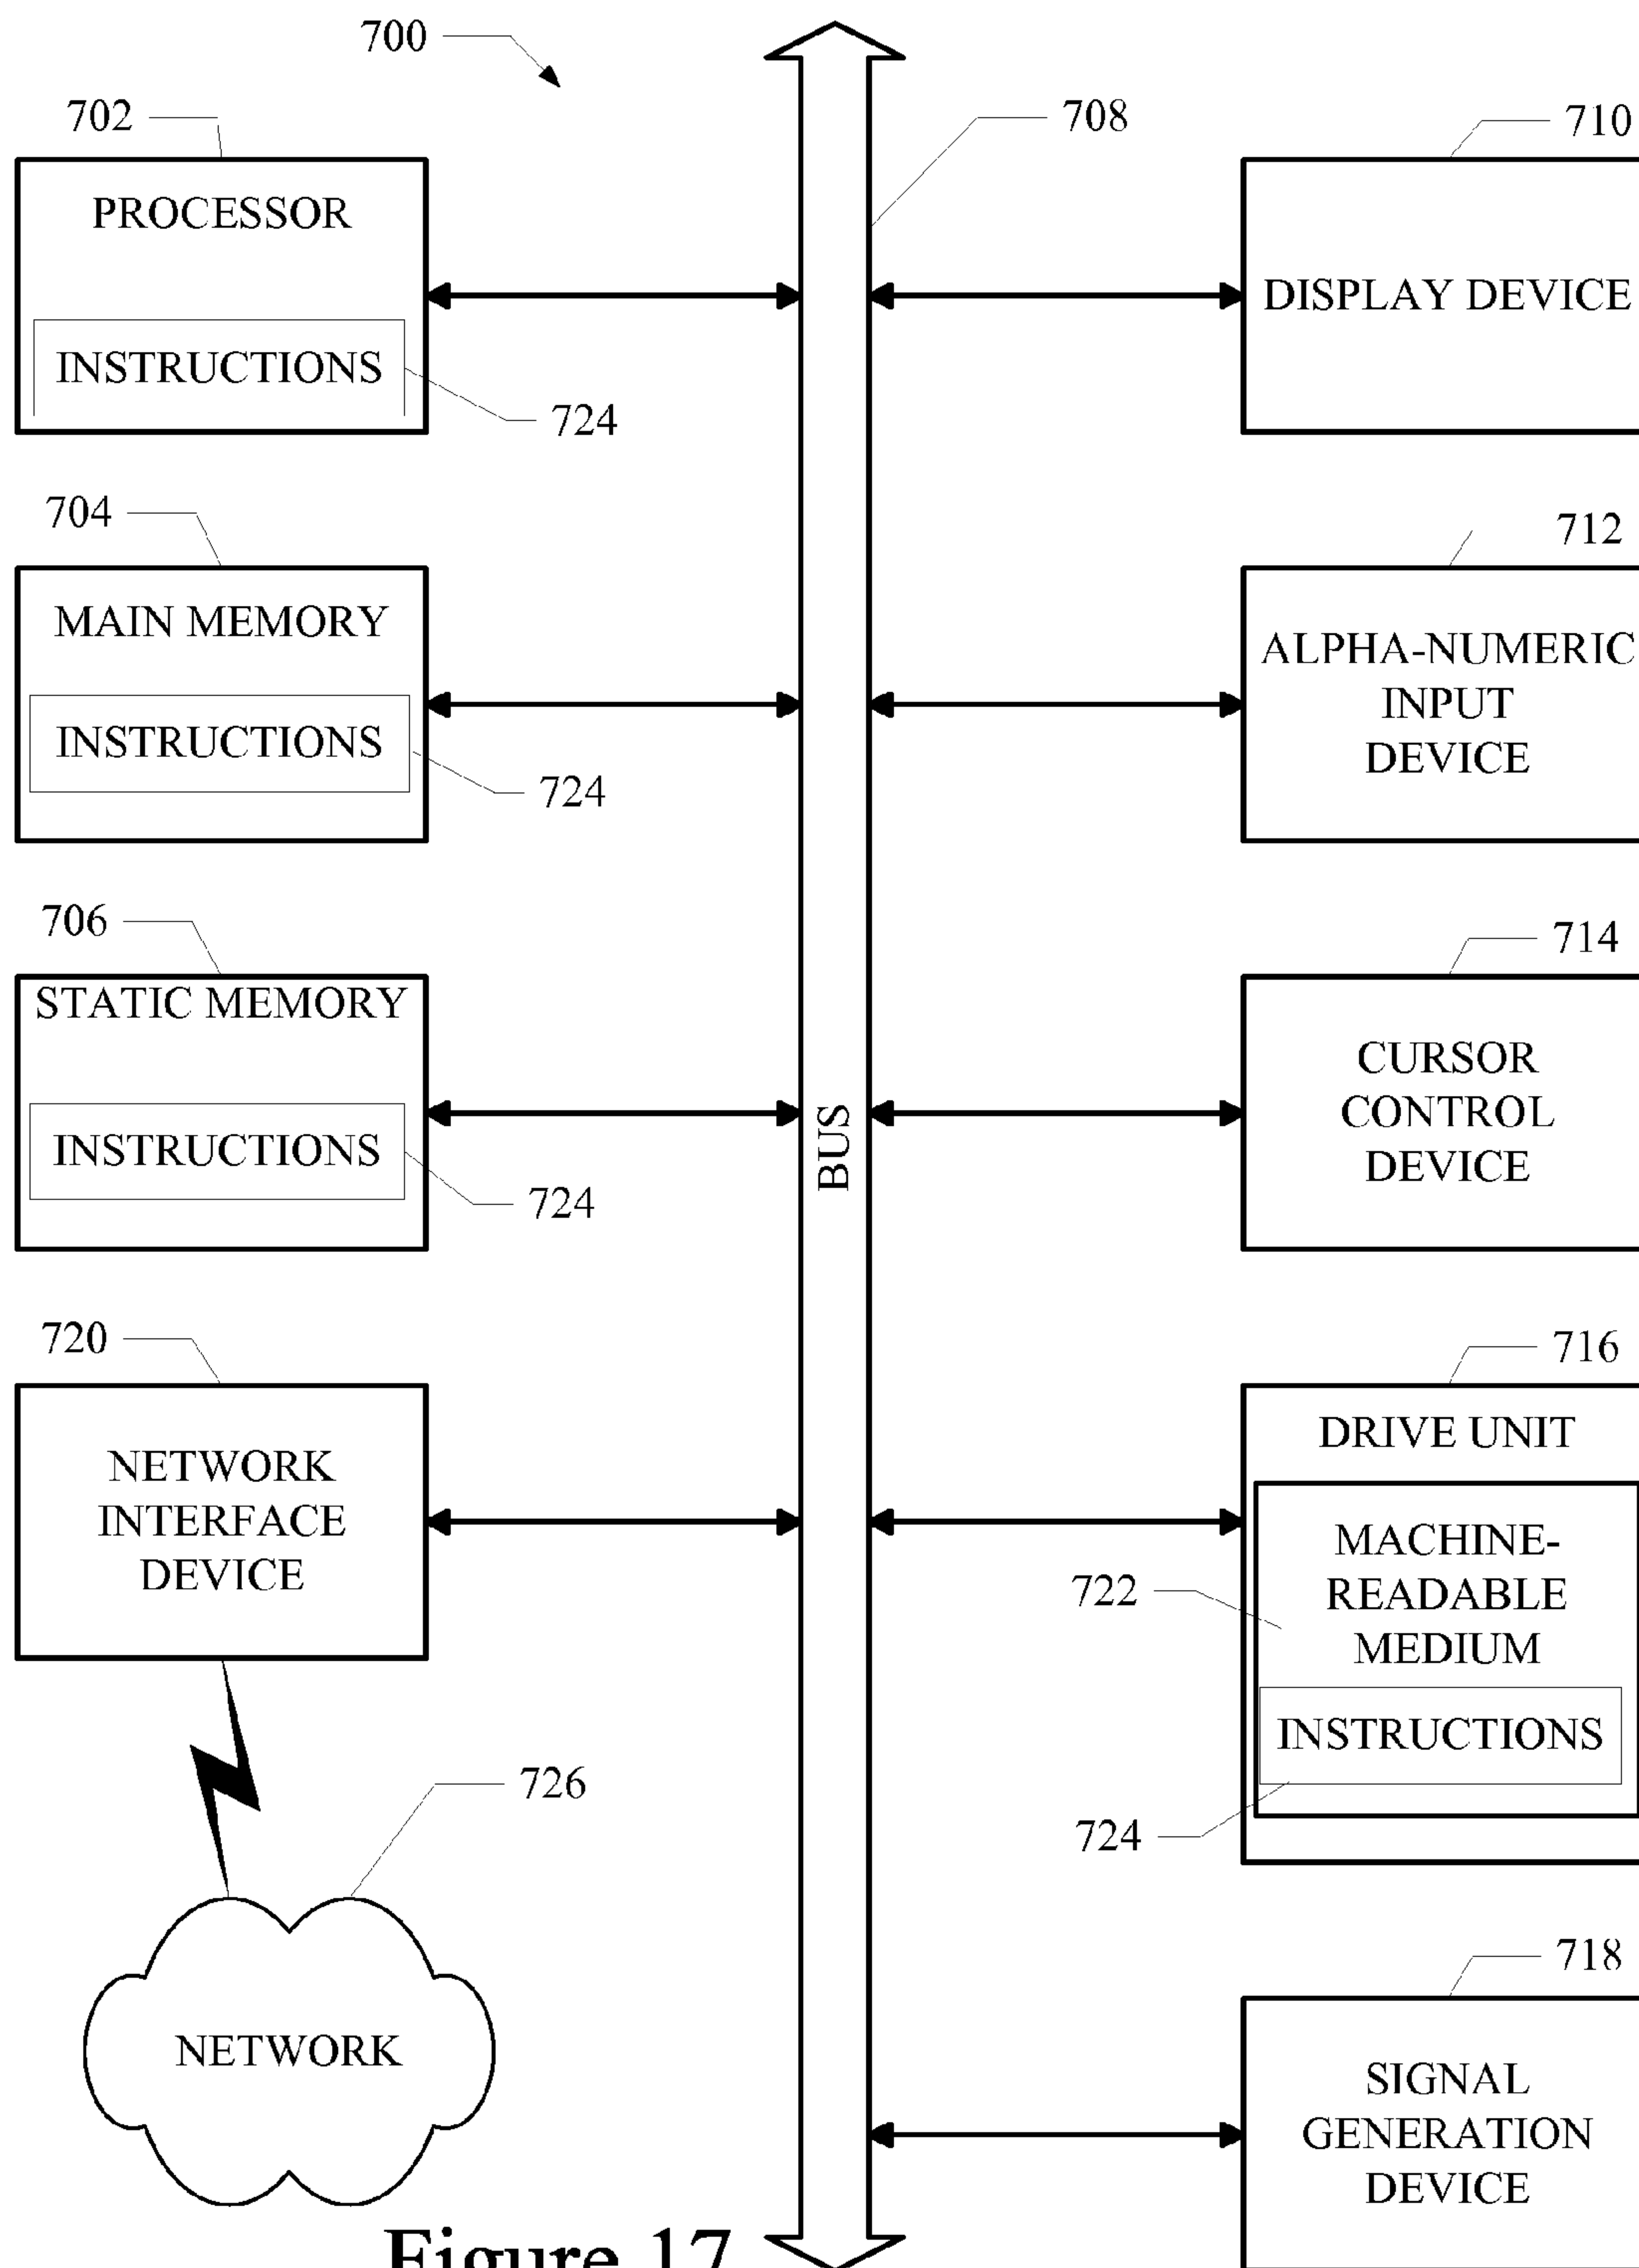 700
702
708
710
PROCESSOR
INSTRUCTIONS
724
DISPLAY DEVICE
704
712
MAIN MEMORY
INSTRUCTIONS
724
ALPHA-NUMERIC
INPUT
DEVICE
706
714
STATIC MEMORY
INSTRUCTIONS
724
BUS
CURSOR
CONTROL
DEVICE
720
716
NETWORK
INTERFACE
DEVICE
DRIVE UNIT
MACHINE-
READABLE
MEDIUM
722
INSTRUCTIONS
724
726
NETWORK
718
SIGNAL
GENERATION
DEVICE
Figure 17